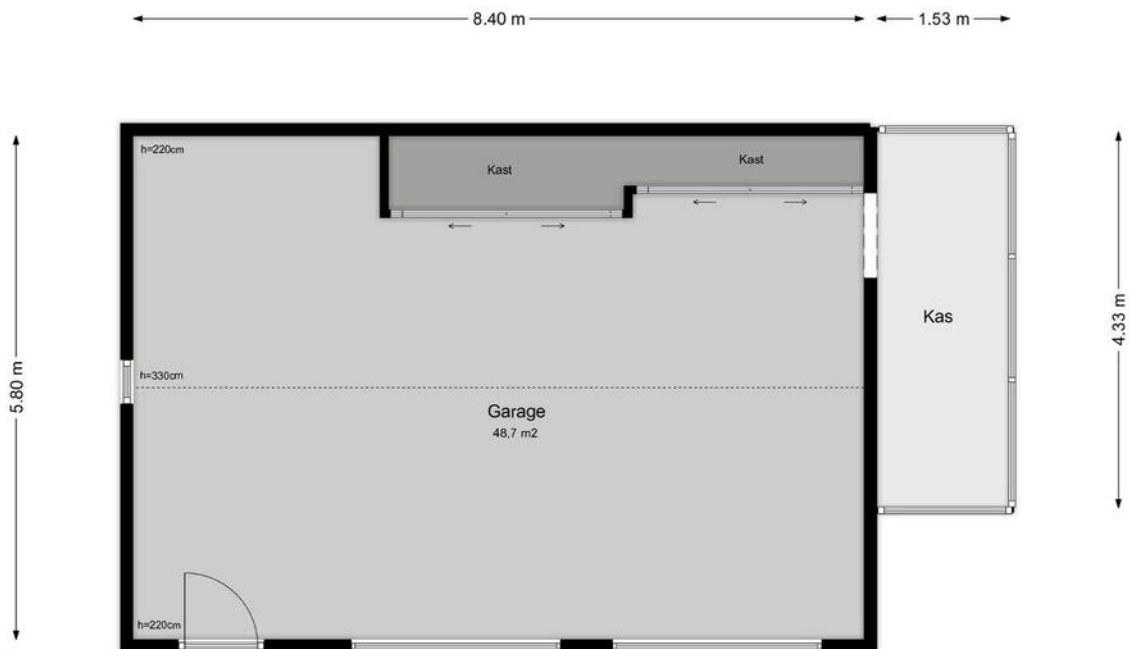 8.40 m
1.53 m
h=220cm
Kast
Kast
Kas
4.33 m
5.80 m
h=330cm
Garage
48,7 m2
h=220cm